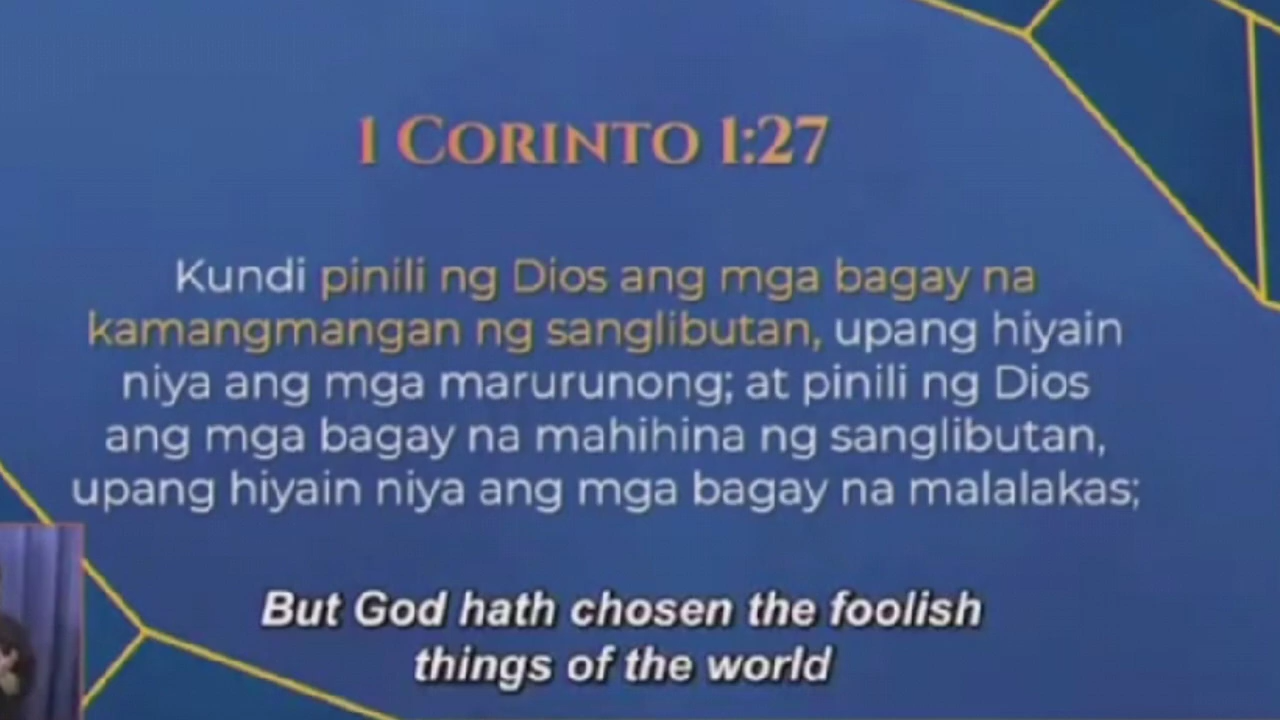 1 Corinto 1:27
Kundi pinili ng Dios ang mga bagay na
kamangmangan ng sanglibutan, upang hiyain
niya ang mga marurunong; at pinili ng Dios
ang mga bagay na mahihina ng sanglibutan,
upang hiyain niya ang mga bagay na malalakas;
But God hath chosen the foolish
things of the world